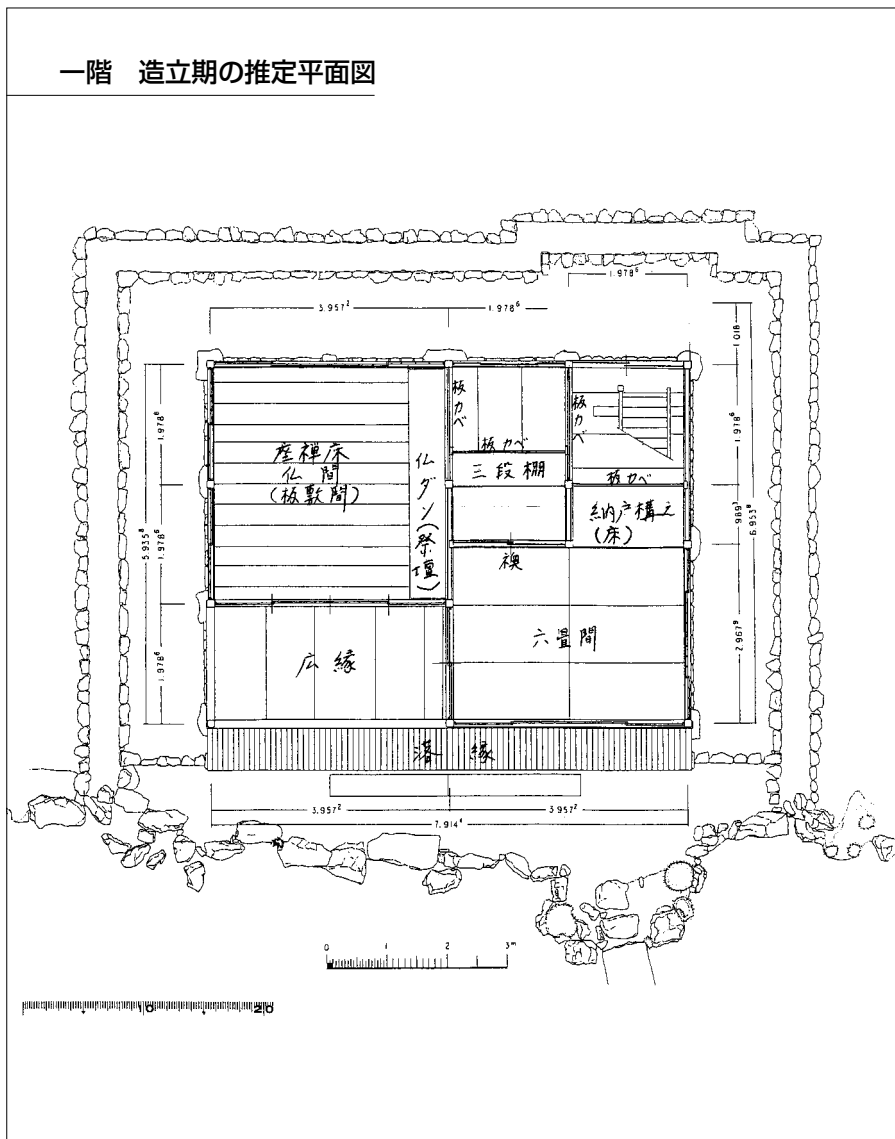 一階　造立期の推定平面図
1.978⁶
3.957²
1.978⁶
1.018
板カベ
板カベ
1.978⁶
1.978⁶
座禅床
仏間
(板敷間)
仏ダン(祭壇)
板カベ
三段棚
板カベ
納戸構え
(床)
989³
6.953⁸
5.935⁸
1.978⁶
襖
六畳間
2.967⁹
広縁
1.978⁶
落縁
3.957²
3.957²
7.914⁴
0 1 2 3m
10 20